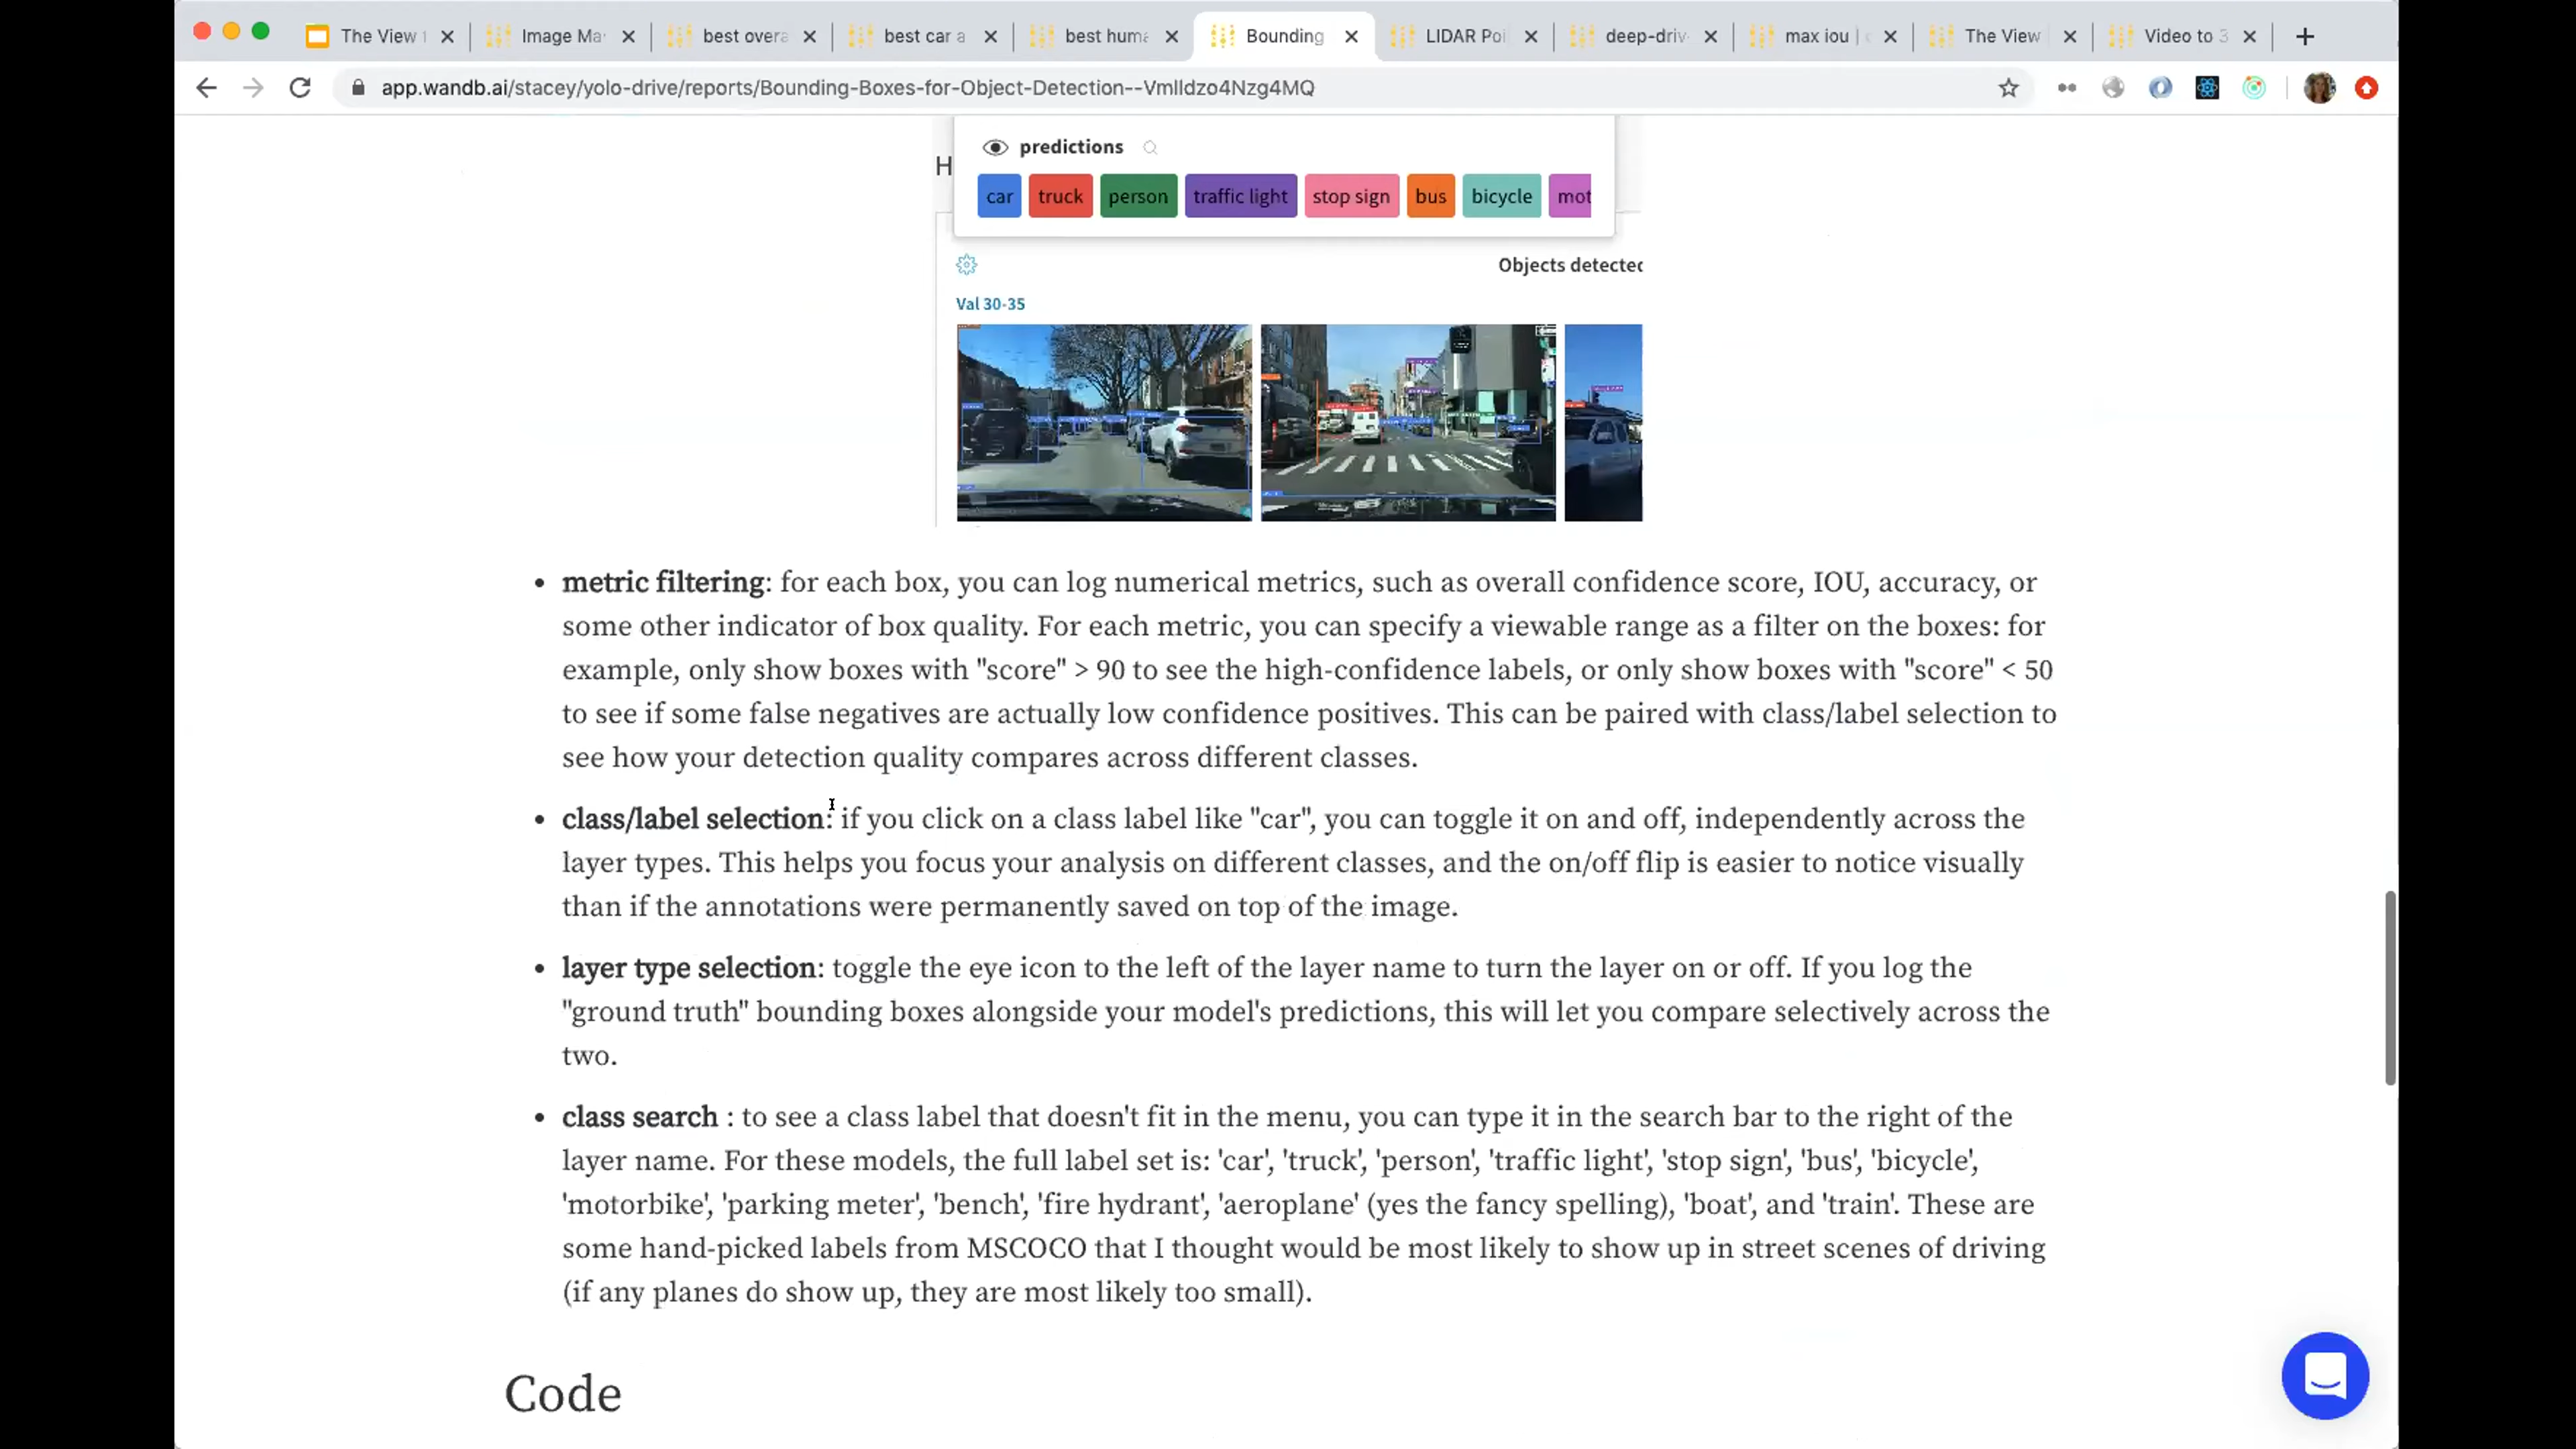 The View
Image Ma
best overa
best car a
best huma
Bounding
LIDAR Poi
deep-driv
max iou |
The View
Video to 3
app.wandb.ai/stacey/yolo-drive/reports/Bounding-Boxes-for-Object-Detection--Vmlldzo4Nzg4MQ
predictions
H
car truck person traffic light stop sign bus bicycle mot
Objects detected
Val 30-35
• metric filtering: for each box, you can log numerical metrics, such as overall confidence score, IOU, accuracy, or
some other indicator of box quality. For each metric, you can specify a viewable range as a filter on the boxes: for
example, only show boxes with "score" > 90 to see the high-confidence labels, or only show boxes with "score" < 50
to see if some false negatives are actually low confidence positives. This can be paired with class/label selection to
see how your detection quality compares across different classes.
• class/label selection: if you click on a class label like "car", you can toggle it on and off, independently across the
layer types. This helps you focus your analysis on different classes, and the on/off flip is easier to notice visually
than if the annotations were permanently saved on top of the image.
• layer type selection: toggle the eye icon to the left of the layer name to turn the layer on or off. If you log the
"ground truth" bounding boxes alongside your model's predictions, this will let you compare selectively across the
two.
• class search : to see a class label that doesn't fit in the menu, you can type it in the search bar to the right of the
layer name. For these models, the full label set is: 'car', 'truck', 'person', 'traffic light', 'stop sign', 'bus', 'bicycle',
'motorbike', 'parking meter', 'bench', 'fire hydrant', 'aeroplane' (yes the fancy spelling), 'boat', and 'train'. These are
some hand-picked labels from MSCOCO that I thought would be most likely to show up in street scenes of driving
(if any planes do show up, they are most likely too small).
Code